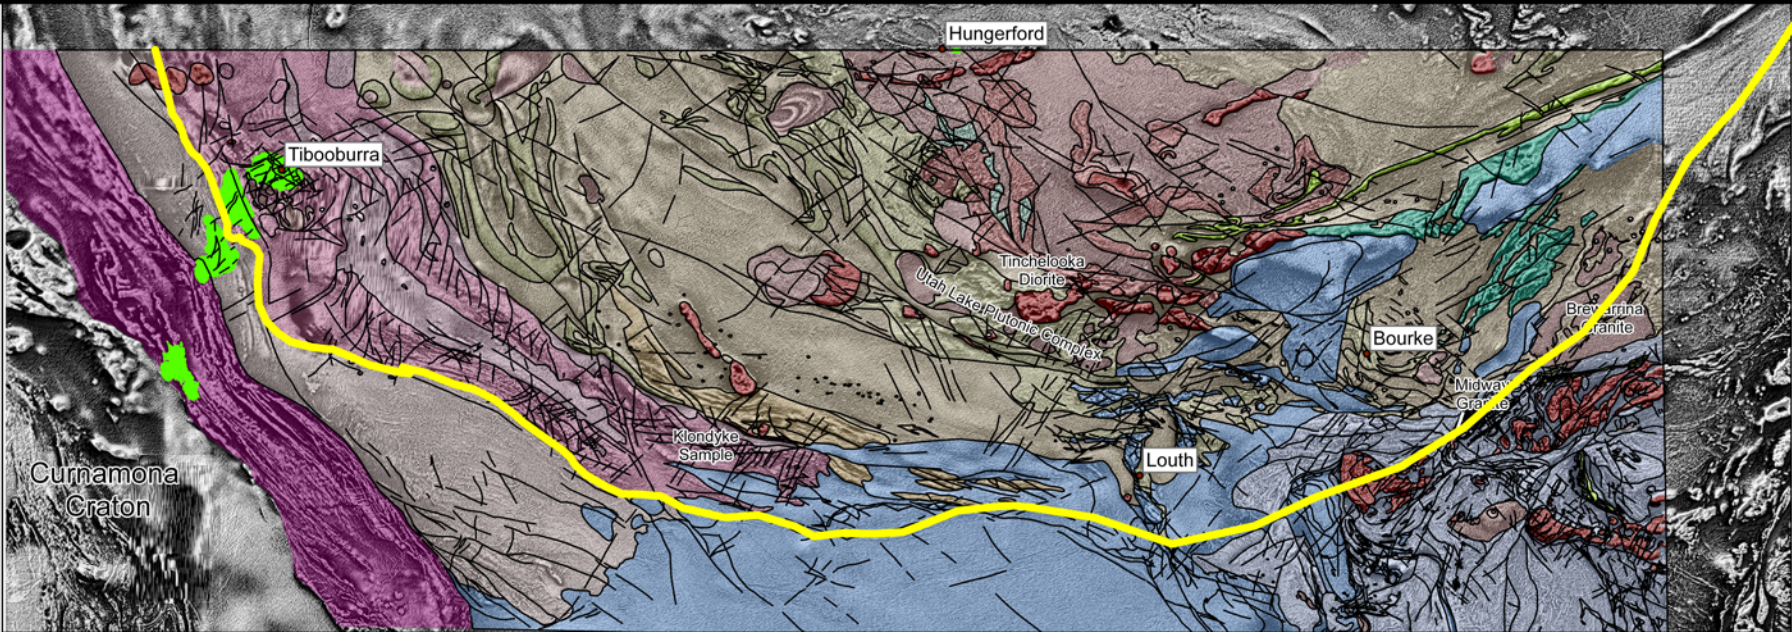 Hungerford
Tibooburra
Tinchelooka
Diorite
Utah Lake Plutonic Complex
Brewarrina
Granite
Bourke
Midway
Granite
Klondyke
Sample
Louth
Curnamona
Craton